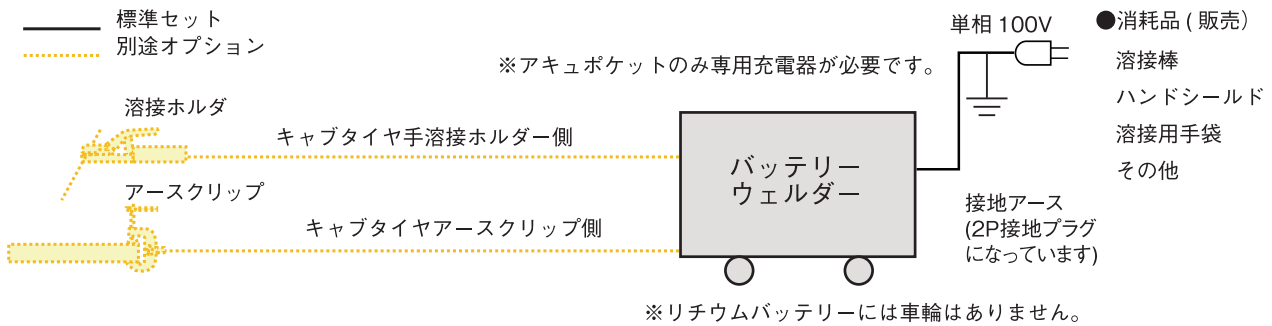 標準セット
別途オプション
※アキュポケットのみ専用充電器が必要です。
単相 100V
●消耗品 ( 販売）
溶接棒
ハンドシールド
溶接用手袋
その他
溶接ホルダ
キャブタイヤ手溶接ホルダー側
アースクリップ
キャブタイヤアースクリップ側
バッテリー
ウェルダー
接地アース
(2P接地プラグ
になっています)
※リチウムバッテリーには車輪はありません。